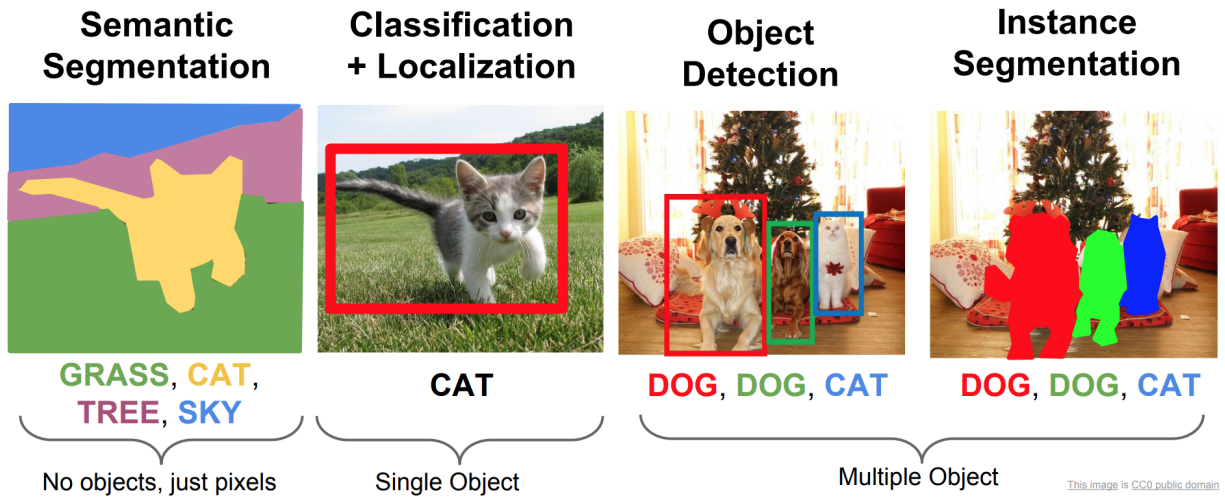 Semantic
Segmentation
Classification
+ Localization
Object
Detection
Instance
Segmentation
GRASS, CAT,
TREE, SKY
CAT
DOG, DOG, CAT
DOG, DOG, CAT
No objects, just pixels
Single Object
Multiple Object
This image is CC0 public domain